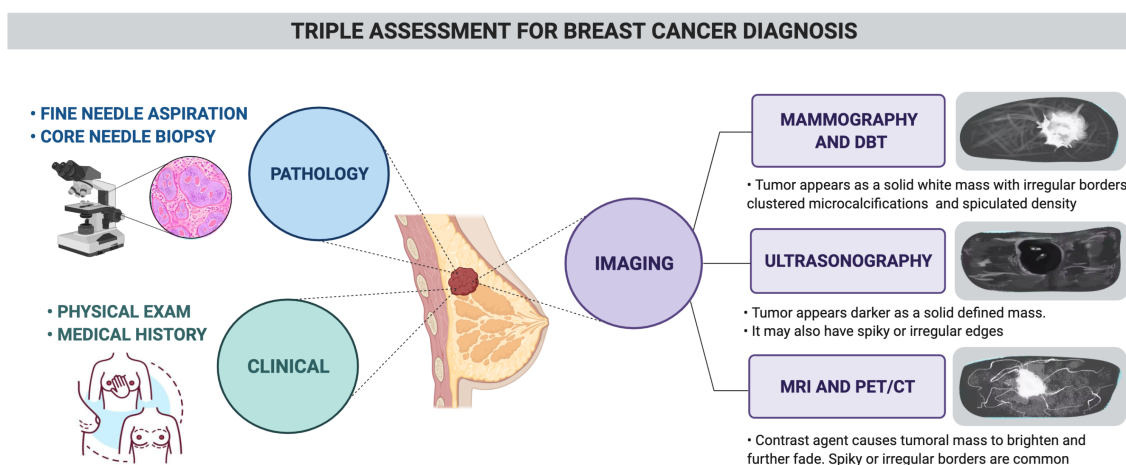 TRIPLE ASSESSMENT FOR BREAST CANCER DIAGNOSIS
• FINE NEEDLE ASPIRATION
• CORE NEEDLE BIOPSY
PATHOLOGY
• PHYSICAL EXAM
• MEDICAL HISTORY
CLINICAL
IMAGING
MAMMOGRAPHY
AND DBT
• Tumor appears as a solid white mass with irregular borders
clustered microcalcifications and spiculated density
ULTRASONOGRAPHY
• Tumor appears darker as a solid defined mass.
• It may also have spiky or irregular edges
MRI AND PET/CT
• Contrast agent causes tumoral mass to brighten and
further fade. Spiky or irregular borders are common